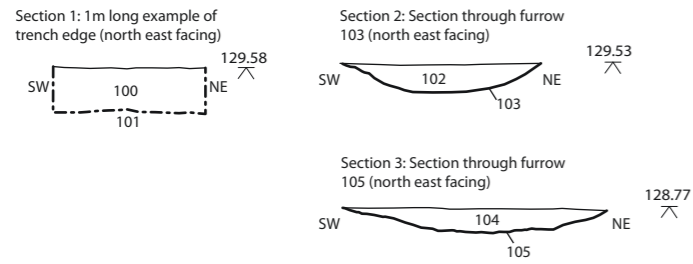 Section 1: 1m long example of
trench edge (north east facing)
129.58
SW
100
NE
101
Section 2: Section through furrow
103 (north east facing)
129.53
SW
102
NE
103
Section 3: Section through furrow
105 (north east facing)
128.77
SW
104
NE
105